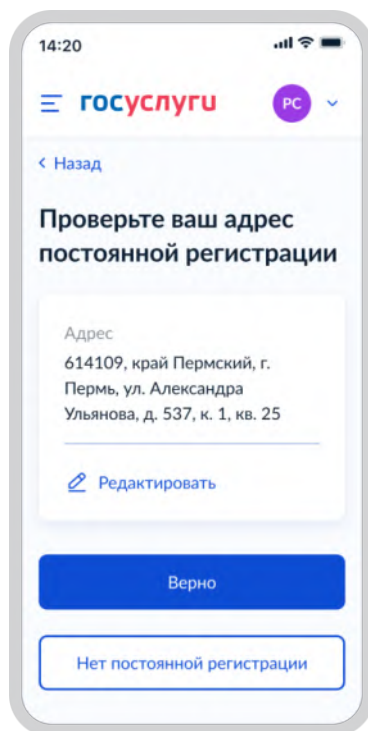 14:20
госуслуги
РС
Назад
Проверьте ваш адрес
постоянной регистрации
Адрес
614109, край Пермский, г.
Пермь, ул. Александра
Ульянова, д. 537, к. 1, кв. 25
Редактировать
Верно
Нет постоянной регистрации